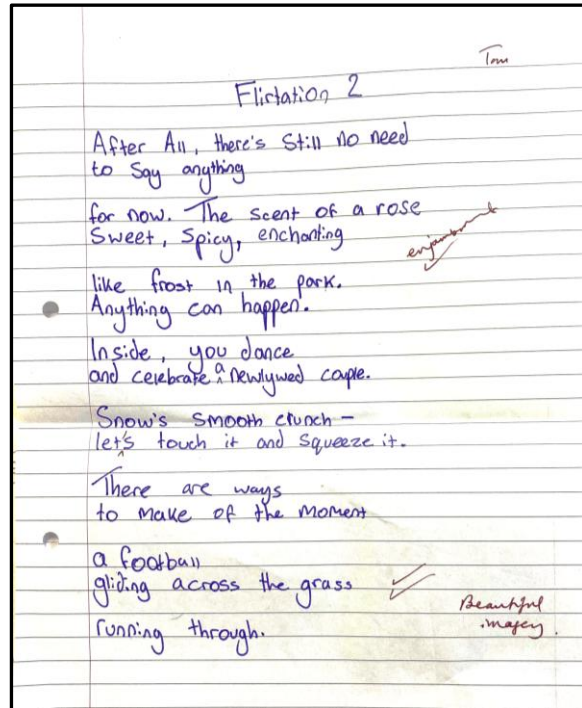 Tom
Flirtation 2
After All, there's Still no need
to Say anything
for now. The scent of a rose
Sweet, Spicy, enchanting
enjambment
like frost in the park.
Anything can happen.
Inside, you dance
and celebrate a newlywed couple.
Snow's smooth crunch –
let's touch it and squeeze it.
There are ways
to make of the moment
a football
gliding across the grass
Beautiful
imagery.
running through.